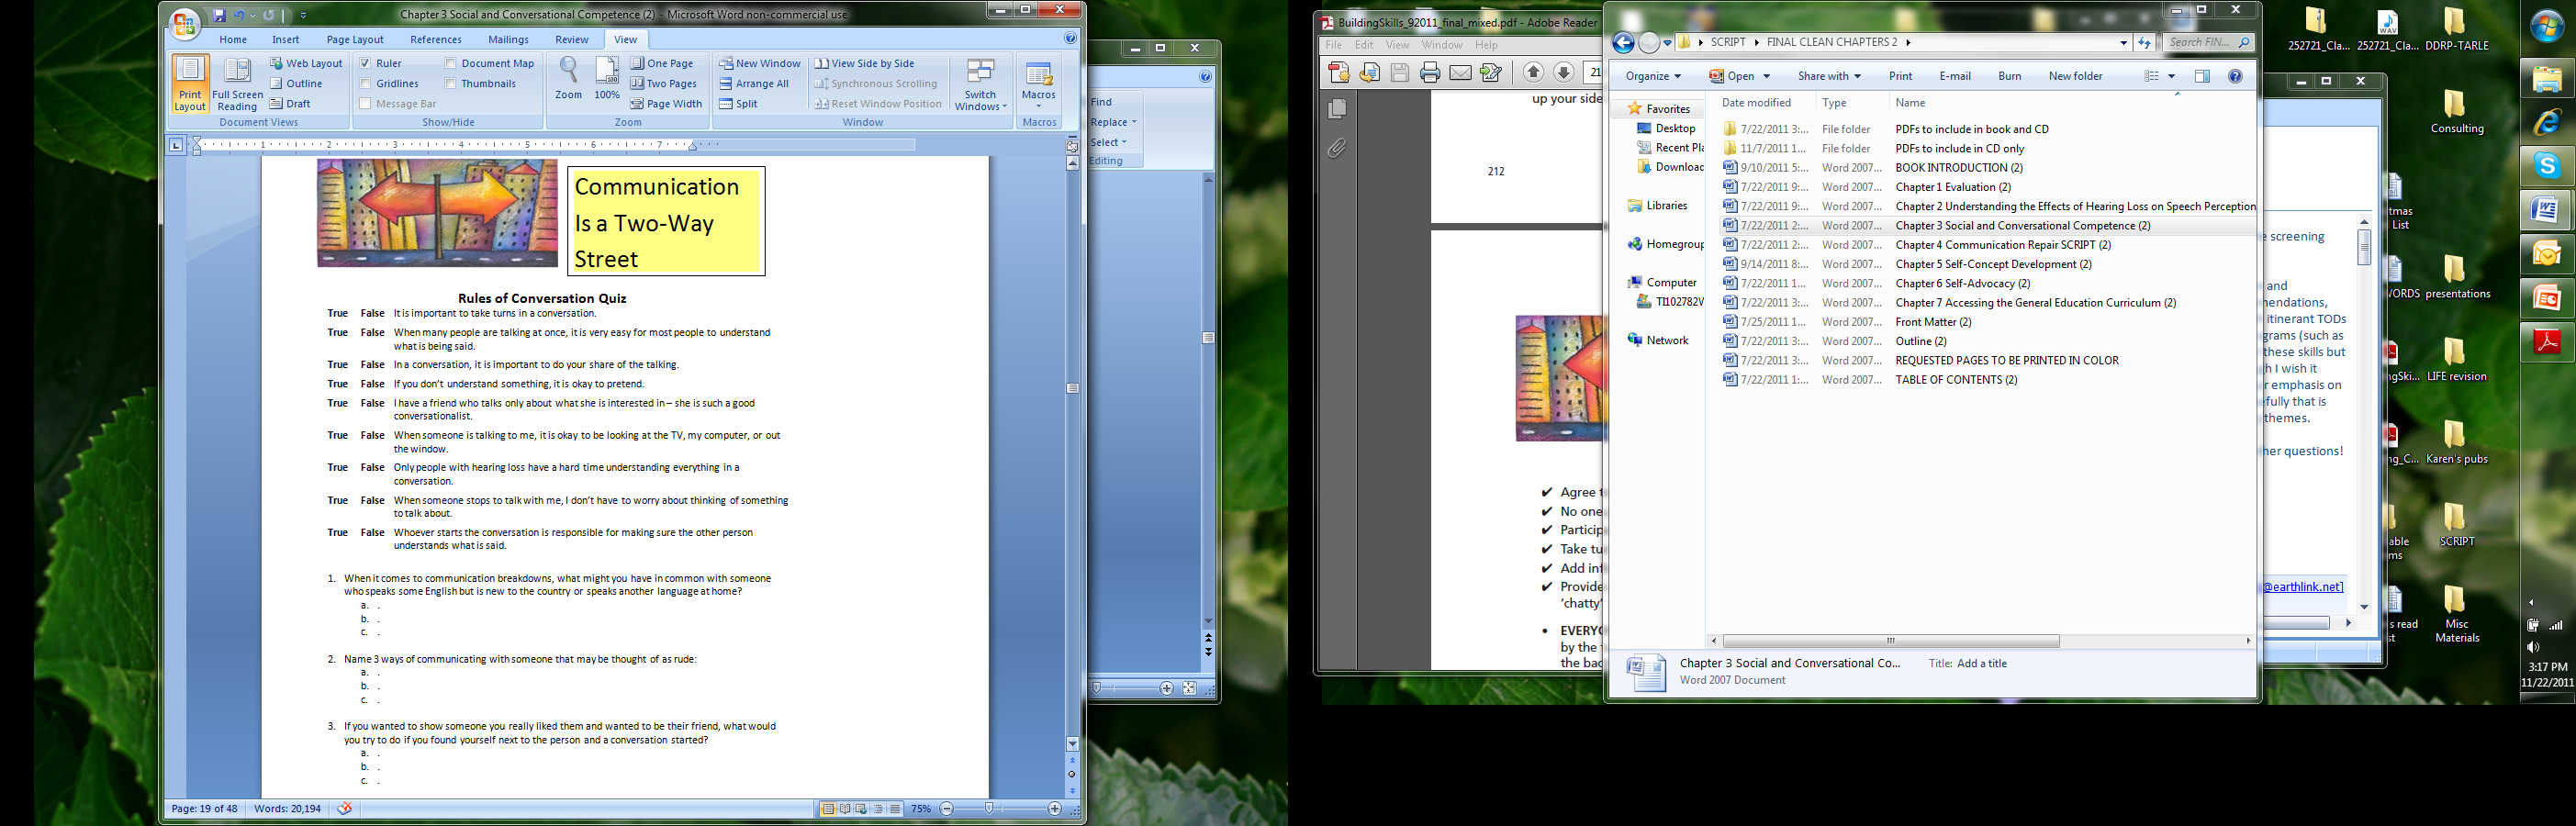 Chapter 3 Social and Conversational Competence (2) - Microsoft Word non-commercial use
Home Insert Page Layout References Mailings Review View
Print Layout
Full Screen Reading
Web Layout
Outline
Draft
Document Views
Ruler
Gridlines
Message Bar
Document Map
Thumbnails
Show/Hide
Zoom
100%
One Page
Two Pages
Page Width
Zoom
New Window
Arrange All
Split
View Side by Side
Synchronous Scrolling
Reset Window Position
Switch Windows
Window
Macros
Macros
Find
Replace
Select
Editing
1 2 3 4 5 6 7
Communication
Is a Two-Way
Street
Rules of Conversation Quiz
True False It is important to take turns in a conversation.
True False When many people are talking at once, it is very easy for most people to understand
what is being said.
True False In a conversation, it is important to do your share of the talking.
True False If you don't understand something, it is okay to pretend.
True False I have a friend who talks only about what she is interested in – she is such a good
conversationalist.
True False When someone is talking to me, it is okay to be looking at the TV, my computer, or out
the window.
True False Only people with hearing loss have a hard time understanding everything in a
conversation.
True False When someone stops to talk with me, I don't have to worry about thinking of something
to talk about.
True False Whoever starts the conversation is responsible for making sure the other person
understands what is said.
1. When it comes to communication breakdowns, what might you have in common with someone
who speaks some English but is new to the country or speaks another language at home?
a. .
b. .
c. .
2. Name 3 ways of communicating with someone that may be thought of as rude:
a. .
b. .
c. .
3. If you wanted to show someone you really liked them and wanted to be their friend, what would
you try to do if you found yourself next to the person and a conversation started?
a. .
b. .
c. .
Page: 19 of 48 Words: 20,194
75%
BuildingSkills_92011_final_mixed.pdf - Adobe Reader
File Edit View Window Help
21
up your side
212
✔ Agree t
✔ No one
✔ Particip
✔ Take tu
✔ Add inf
✔ Provide
'chatty'
• EVERYO
by the
the bac
SCRIPT FINAL CLEAN CHAPTERS 2
Search FIN...
Organize Open Share with Print E-mail Burn New folder
Favorites
Desktop
Recent Pla
Downloac
Libraries
Homegroup
Computer
TI102782V
Network
Date modified Type Name
7/22/2011 3:... File folder PDFs to include in book and CD
11/7/2011 1... File folder PDFs to include in CD only
9/10/2011 5:... Word 2007... BOOK INTRODUCTION (2)
7/22/2011 9:... Word 2007... Chapter 1 Evaluation (2)
7/22/2011 9:... Word 2007... Chapter 2 Understanding the Effects of Hearing Loss on Speech Perception
7/22/2011 2:... Word 2007... Chapter 3 Social and Conversational Competence (2)
7/22/2011 2:... Word 2007... Chapter 4 Communication Repair SCRIPT (2)
9/14/2011 8:... Word 2007... Chapter 5 Self-Concept Development (2)
7/22/2011 1... Word 2007... Chapter 6 Self-Advocacy (2)
7/22/2011 3:... Word 2007... Chapter 7 Accessing the General Education Curriculum (2)
7/25/2011 1... Word 2007... Front Matter (2)
7/22/2011 3:... Word 2007... Outline (2)
7/22/2011 3:... Word 2007... REQUESTED PAGES TO BE PRINTED IN COLOR
7/22/2011 1:... Word 2007... TABLE OF CONTENTS (2)
Chapter 3 Social and Conversational Co... Title: Add a title
Word 2007 Document
e screening
and
nendations,
itinerant TODs
grams (such as
these skills but
h I wish it
r emphasis on
fully that is
themes.
her questions!
@earthlink.net]
252721_Cla... 252721_Cla... DDRP-TARLE
WAV
Consulting
tmas
List
WORDS presentations
ngSki... LIFE revision
ng_C... Karen's pubs
able
ms
SCRIPT
s read
st
Misc
Materials
3:17 PM
11/22/2011